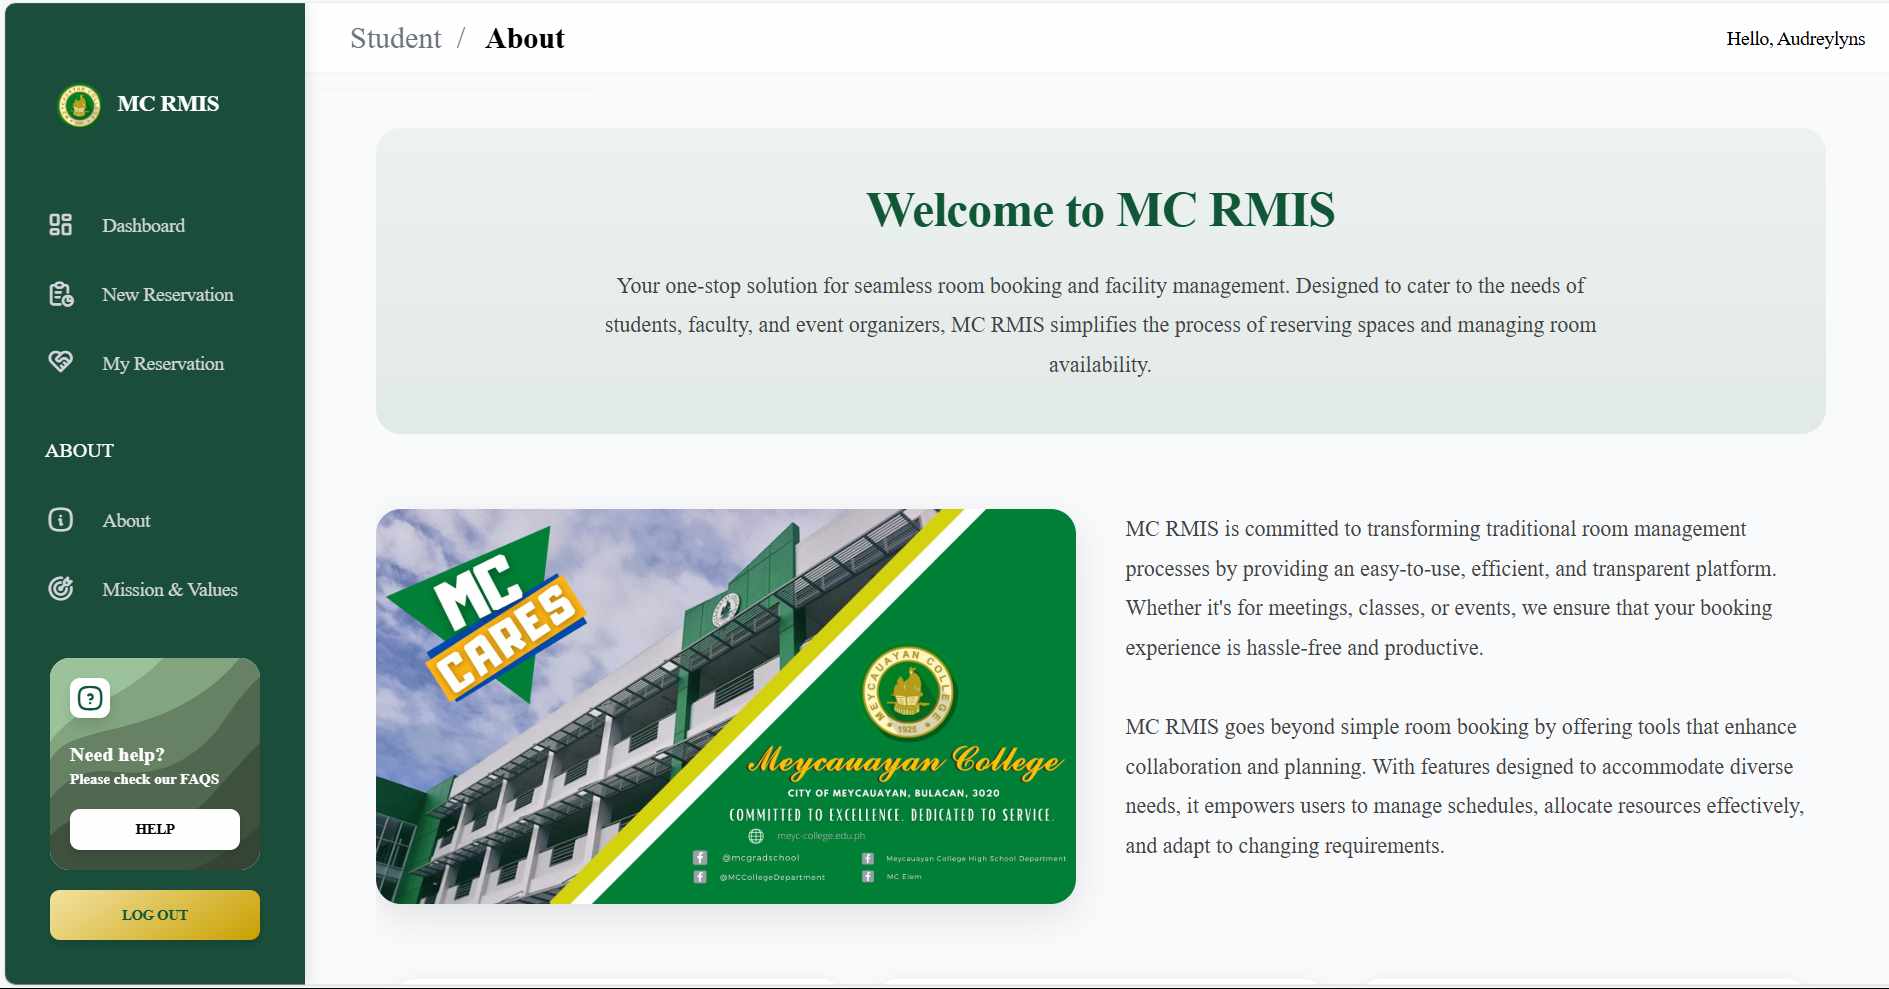 MC RMIS
Dashboard
New Reservation
My Reservation
ABOUT
About
Mission & Values
Need help?
Please check our FAQS
HELP
LOG OUT
Student / About
Hello, Audreylyns
Welcome to MC RMIS
Your one-stop solution for seamless room booking and facility management. Designed to cater to the needs of
students, faculty, and event organizers, MC RMIS simplifies the process of reserving spaces and managing room
availability.
MC
CARES
MEYCAUAYAN COLLEGE
1925
Meycauayan College
CITY OF MEYCAUAYAN, BULACAN, 3020
COMMITTED TO EXCELLENCE. DEDICATED TO SERVICE.
meyc-college.edu.ph
@mcgradschool
Meycauayan College High School Department
@MCCollegeDepartment
MC Elem
MC RMIS is committed to transforming traditional room management
processes by providing an easy-to-use, efficient, and transparent platform.
Whether it's for meetings, classes, or events, we ensure that your booking
experience is hassle-free and productive.
MC RMIS goes beyond simple room booking by offering tools that enhance
collaboration and planning. With features designed to accommodate diverse
needs, it empowers users to manage schedules, allocate resources effectively,
and adapt to changing requirements.